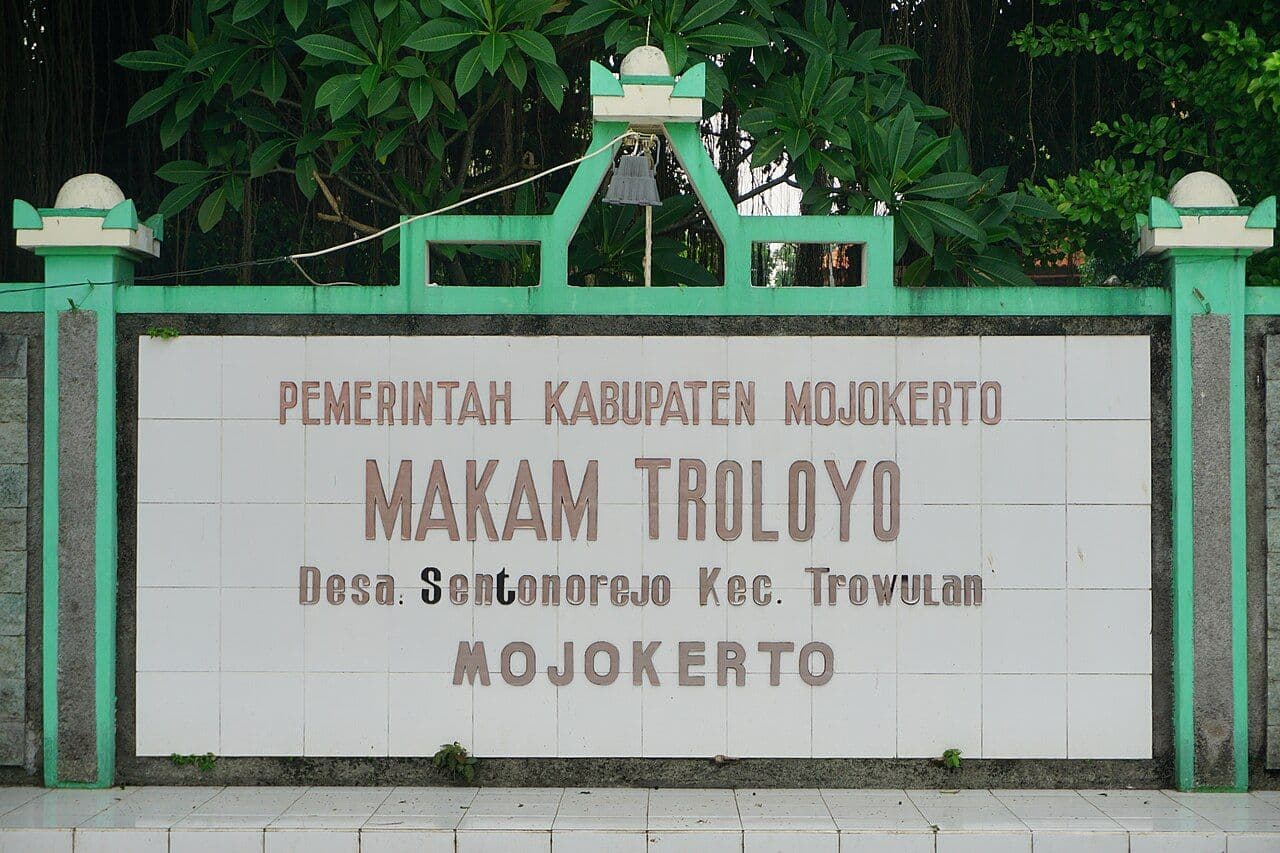 PEMERINTAH KABUPATEN MOJOKERTO
MAKAM TROLOYO
Desa. Sentonorejo Kec. Trowulan
MOJOKERTO